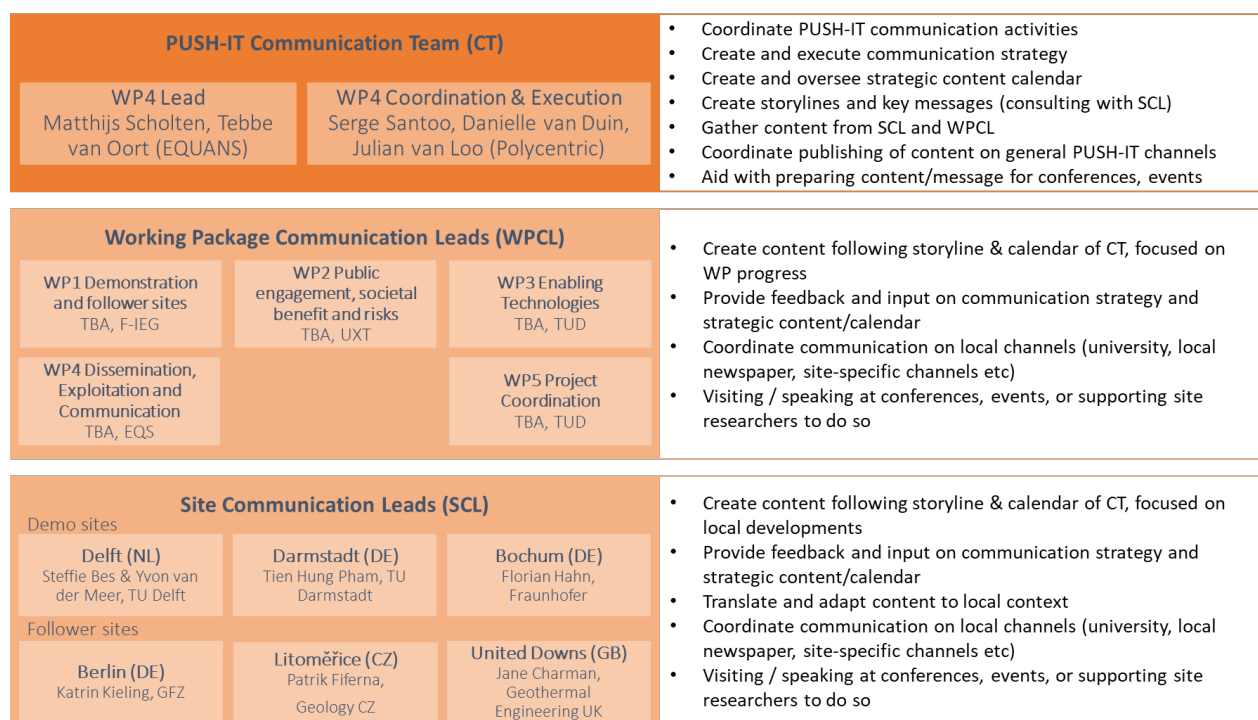 PUSH-IT Communication Team (CT)
WP4 Lead
Matthijs Scholten, Tebbe
van Oort (EQUANS)
WP4 Coordination & Execution
Serge Santoo, Danielle van Duin,
Julian van Loo (Polycentric)
• Coordinate PUSH-IT communication activities
• Create and execute communication strategy
• Create and oversee strategic content calendar
• Create storylines and key messages (consulting with SCL)
• Gather content from SCL and WPCL
• Coordinate publishing of content on general PUSH-IT channels
• Aid with preparing content/message for conferences, events
Working Package Communication Leads (WPCL)
WP1 Demonstration
and follower sites
TBA, F-IEG
WP2 Public
engagement, societal
benefit and risks
TBA, UXT
WP3 Enabling
Technologies
TBA, TUD
WP4 Dissemination,
Exploitation and
Communication
TBA, EQS
WP5 Project
Coordination
TBA, TUD
• Create content following storyline & calendar of CT, focused on
WP progress
• Provide feedback and input on communication strategy and
strategic content/calendar
• Coordinate communication on local channels (university, local
newspaper, site-specific channels etc)
• Visiting / speaking at conferences, events, or supporting site
researchers to do so
Site Communication Leads (SCL)
Demo sites
Delft (NL)
Steffie Bes & Yvon van
der Meer, TU Delft
Darmstadt (DE)
Tien Hung Pham, TU
Darmstadt
Bochum (DE)
Florian Hahn,
Fraunhofer
Follower sites
Berlin (DE)
Katrin Kieling, GFZ
Litoměřice (CZ)
Patrik Fiferna,
Geology CZ
United Downs (GB)
Jane Charman,
Geothermal
Engineering UK
• Create content following storyline & calendar of CT, focused on
local developments
• Provide feedback and input on communication strategy and
strategic content/calendar
• Translate and adapt content to local context
• Coordinate communication on local channels (university, local
newspaper, site-specific channels etc)
• Visiting / speaking at conferences, events, or supporting site
researchers to do so